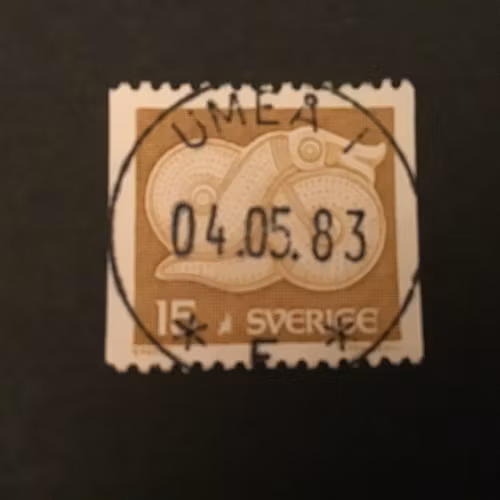 UMEÅ 1
04.05.83
15 SVERIGE
* E *